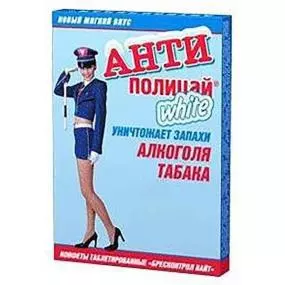 НОВЫЙ МЯГКИЙ ВКУС
АНТИ
ПОЛИЦАЙ®
white
УНИЧТОЖАЕТ ЗАПАХИ
АЛКОГОЛЯ
ТАБАКА
КОНФЕТЫ ТАБЛЕТИРОВАННЫЕ «БРЕСКОНТРОЛ ВАЙТ»